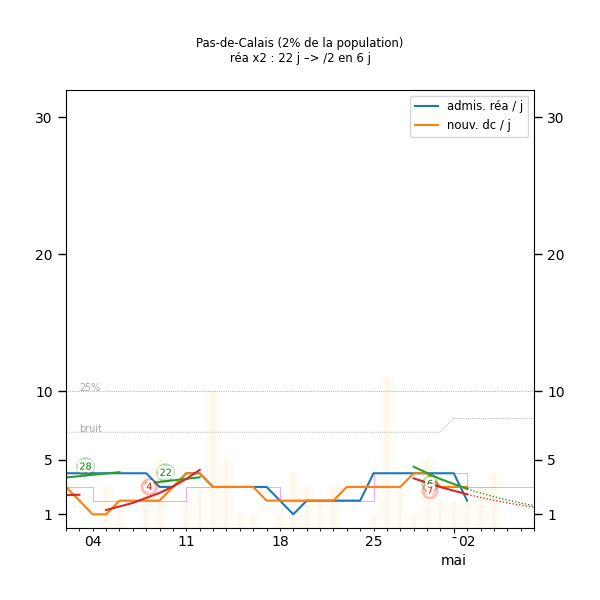 Pas-de-Calais (2% de la population)
réa x2 : 22 j –> /2 en 6 j
admis. réa / j
nouv. dc / j
30 30
20 20
10 10
25%
bruit
5 5
28 22 4 6 7
1 1
04 11 18 25 02
mai